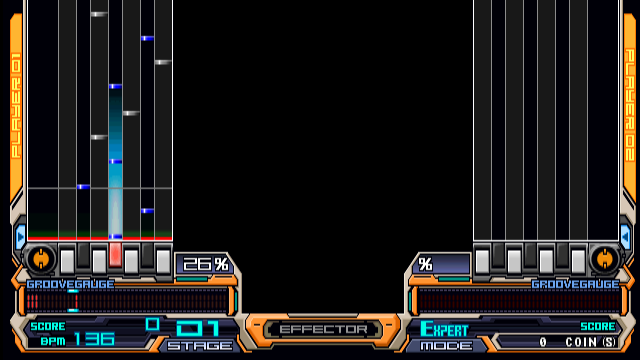 PLAYER 01
PLAYER 02
26%
%
GROOVEGAUGE
GROOVEGAUGE
SCORE
0
BPM 136
01
STAGE
EFFECTOR
EXPERT
MODE
SCORE
0 COIN(S)